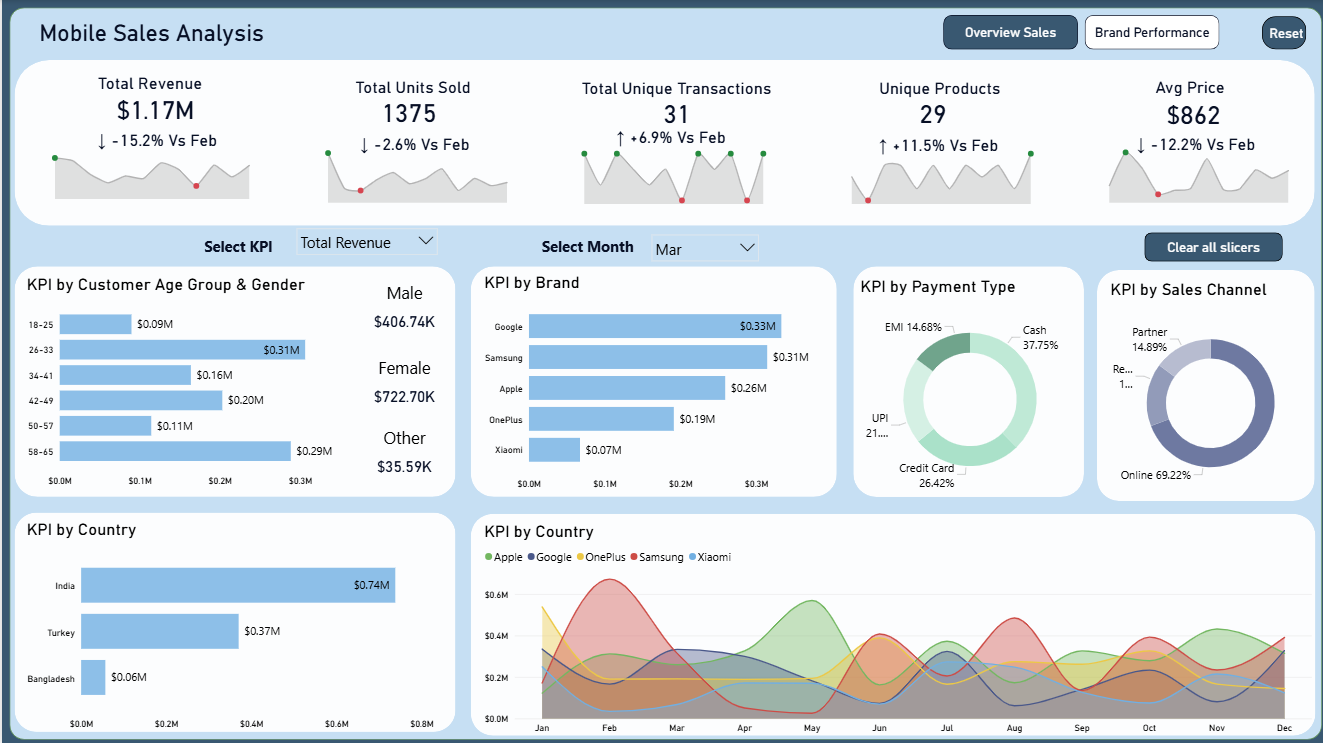 Mobile Sales Analysis
Overview Sales
Brand Performance
Reset
Total Revenue
$1.17M
↓ -15.2% Vs Feb
Total Units Sold
1375
↓ -2.6% Vs Feb
Total Unique Transactions
31
↑ +6.9% Vs Feb
Unique Products
29
↑ +11.5% Vs Feb
Avg Price
$862
↓ -12.2% Vs Feb
Select KPI
Total Revenue
Select Month
Mar
Clear all slicers
KPI by Customer Age Group & Gender
18-25 $0.09M
26-33 $0.31M
34-41 $0.16M
42-49 $0.20M
50-57 $0.11M
58-65 $0.29M
$0.0M $0.1M $0.2M $0.3M
Male
$406.74K
Female
$722.70K
Other
$35.59K
KPI by Brand
Google $0.33M
Samsung $0.31M
Apple $0.26M
OnePlus $0.19M
Xiaomi $0.07M
$0.0M $0.1M $0.2M $0.3M
KPI by Payment Type
EMI 14.68%
Cash
37.75%
UPI
21....
Credit Card
26.42%
KPI by Sales Channel
Partner
14.89%
Re...
1...
Online 69.22%
KPI by Country
India $0.74M
Turkey $0.37M
Bangladesh $0.06M
$0.0M $0.2M $0.4M $0.6M $0.8M
KPI by Country
Apple Google OnePlus Samsung Xiaomi
$0.6M
$0.4M
$0.2M
$0.0M
Jan Feb Mar Apr May Jun Jul Aug Sep Oct Nov Dec